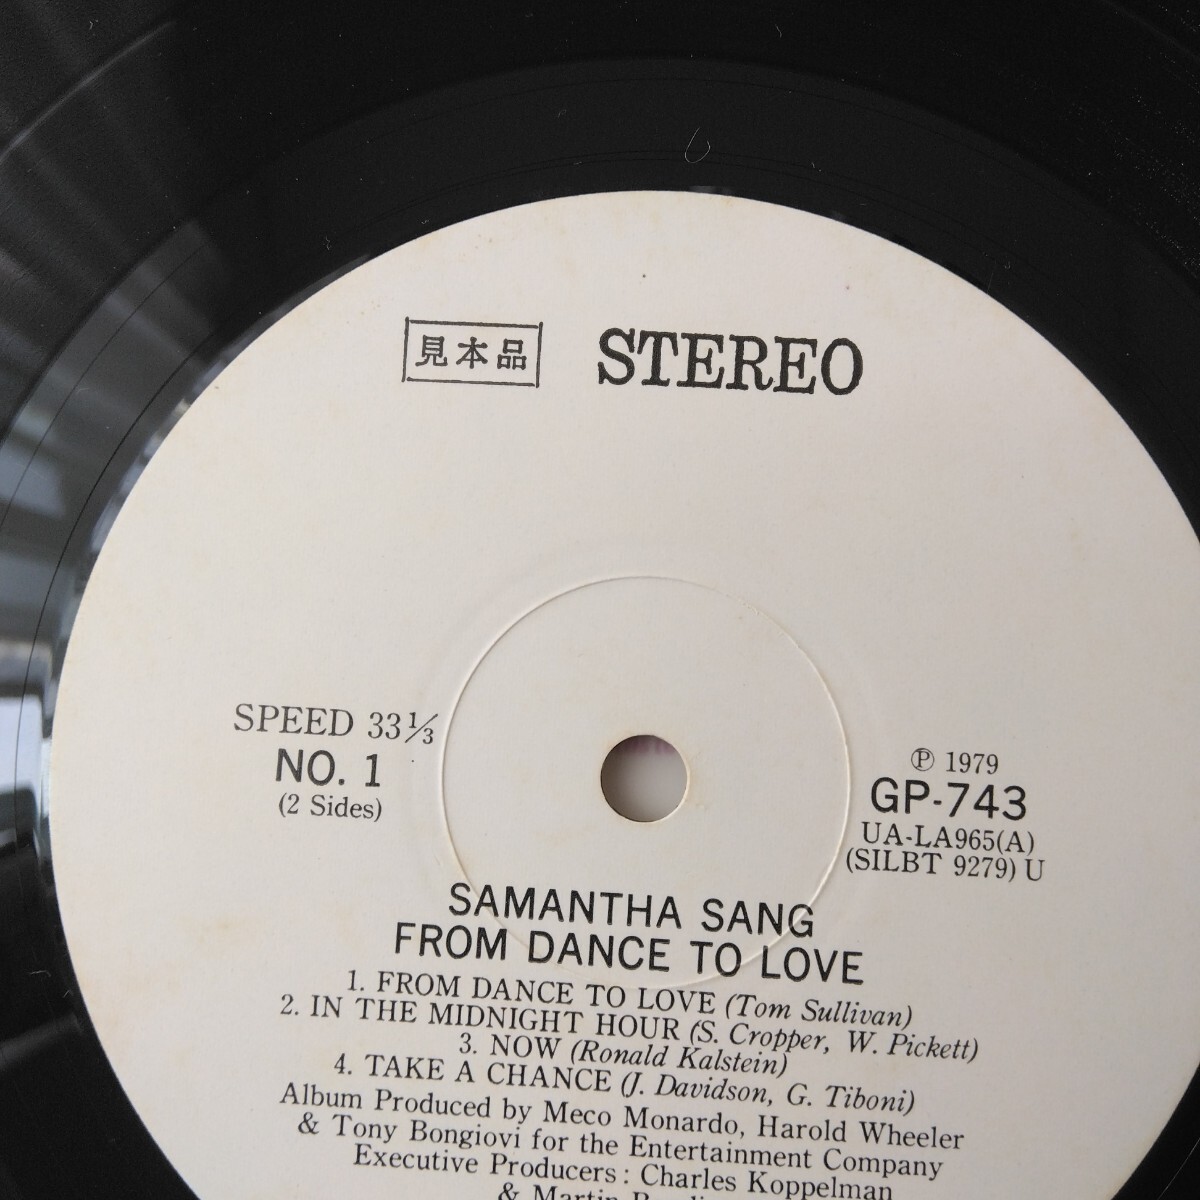 見本品 STEREO
SPEED 33⅓
NO. 1
(2 Sides)
℗ 1979
GP-743
UA-LA965(A)
(SILBT 9279) U
SAMANTHA SANG
FROM DANCE TO LOVE
1. FROM DANCE TO LOVE (Tom Sullivan)
2. IN THE MIDNIGHT HOUR (S. Cropper, W. Pickett)
3. NOW (Ronald Kalstein)
4. TAKE A CHANCE (J. Davidson, G. Tiboni)
Album Produced by Meco Monardo, Harold Wheeler
& Tony Bongiovi for the Entertainment Company
Executive Producers: Charles Koppelman
& Martin